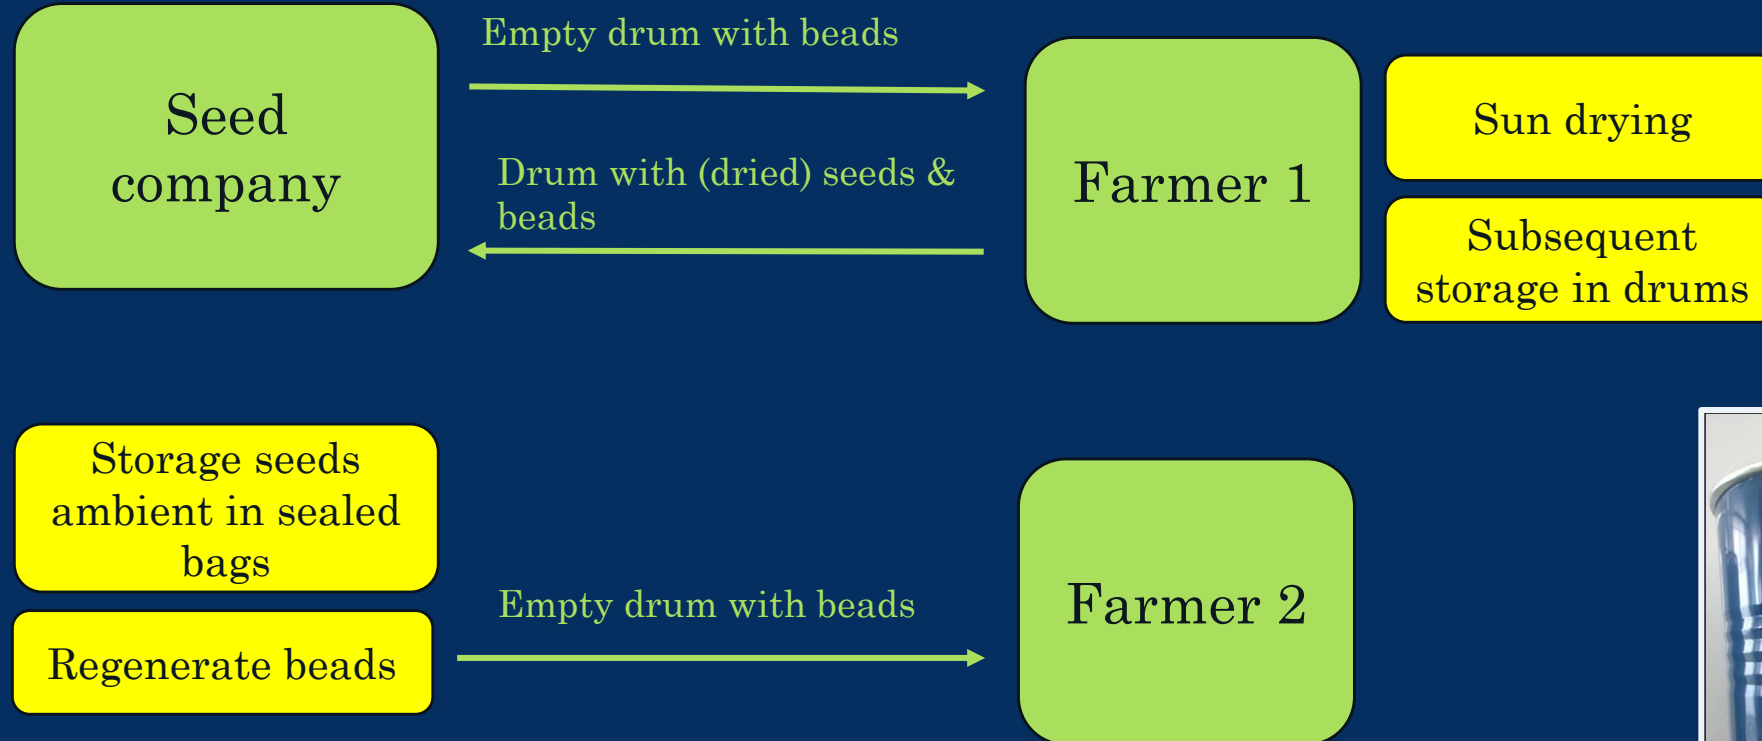 Empty drum with beads
Seed
company
Drum with (dried) seeds &
beads
Farmer 1
Sun drying
Subsequent
storage in drums
Storage seeds
ambient in sealed
bags
Regenerate beads
Empty drum with beads
Farmer 2